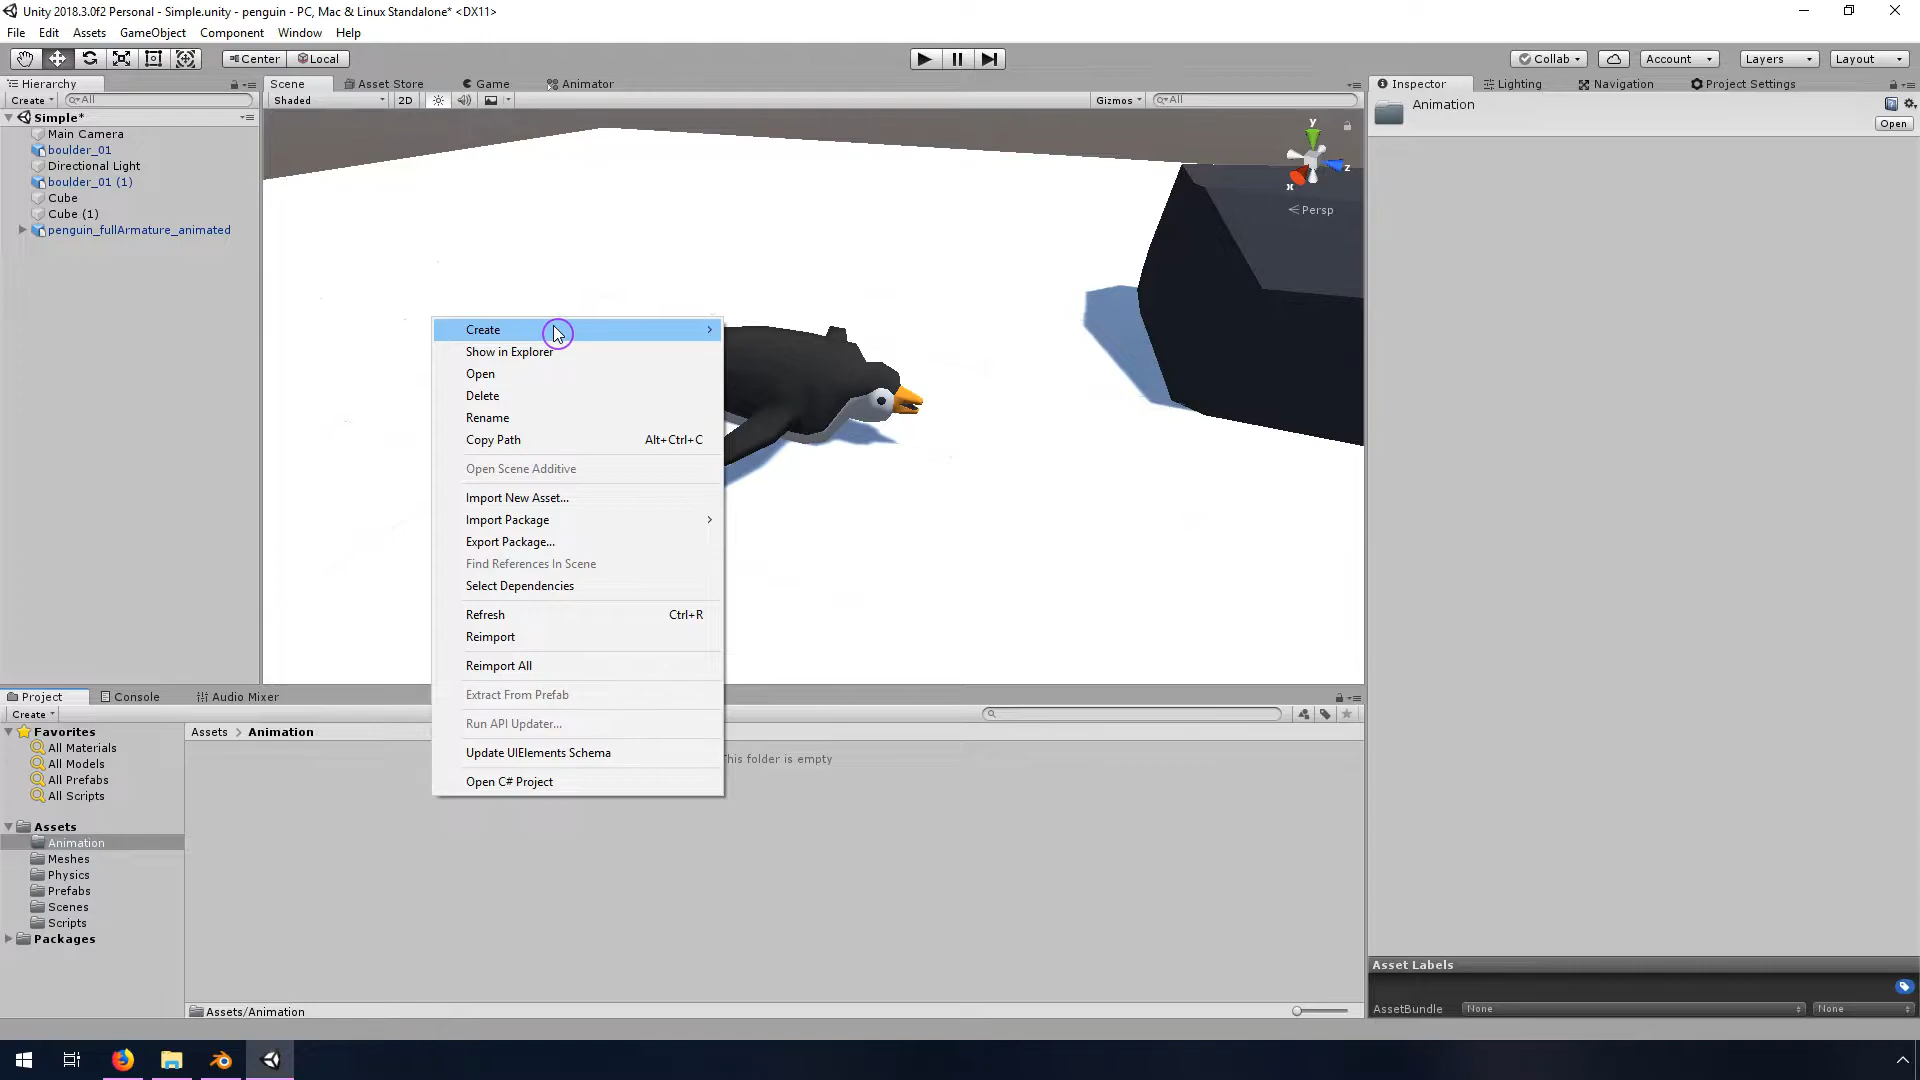 Unity 2018.3.0f2 Personal - Simple.unity - penguin - PC, Mac & Linux Standalone* <DX11>
File Edit Assets GameObject Component Window Help
Center Local Collab Account Layers Layout
Hierarchy Scene Asset Store Game Animator Inspector Lighting Navigation Project Settings
Create All Shaded 2D Gizmos All
Animation
Open
Simple*
Main Camera
boulder_01
Directional Light
boulder_01 (1)
Cube
Cube (1)
penguin_fullArmature_animated
y
z
x
Persp
Create
Show in Explorer
Open
Delete
Rename
Copy Path Alt+Ctrl+C
Open Scene Additive
Import New Asset...
Import Package
Export Package...
Find References In Scene
Select Dependencies
Refresh Ctrl+R
Reimport
Reimport All
Extract From Prefab
Run API Updater...
Update UIElements Schema
Open C# Project
Project Console Audio Mixer
Create
Favorites
All Materials
All Models
All Prefabs
All Scripts
Assets
Animation
Meshes
Physics
Prefabs
Scenes
Scripts
Packages
Assets > Animation
his folder is empty
Assets/Animation
Asset Labels
AssetBundle None None